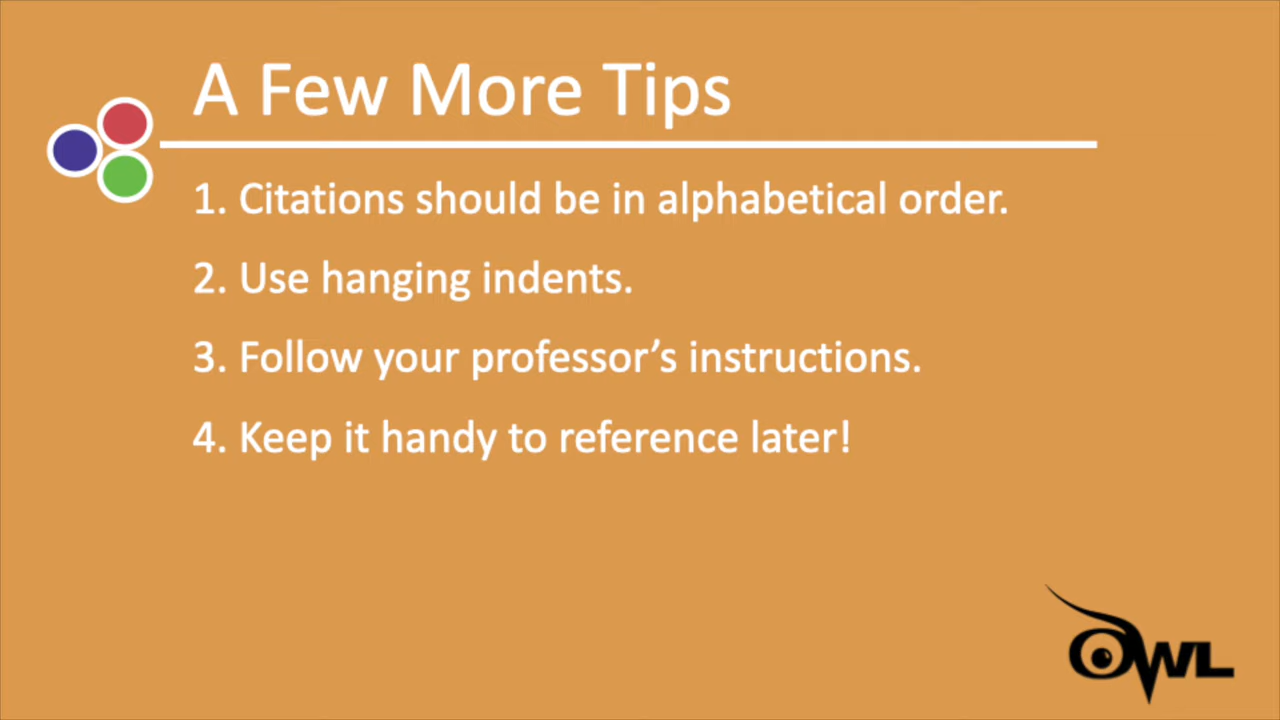 A Few More Tips
1. Citations should be in alphabetical order.
2. Use hanging indents.
3. Follow your professor’s instructions.
4. Keep it handy to reference later!
OWL